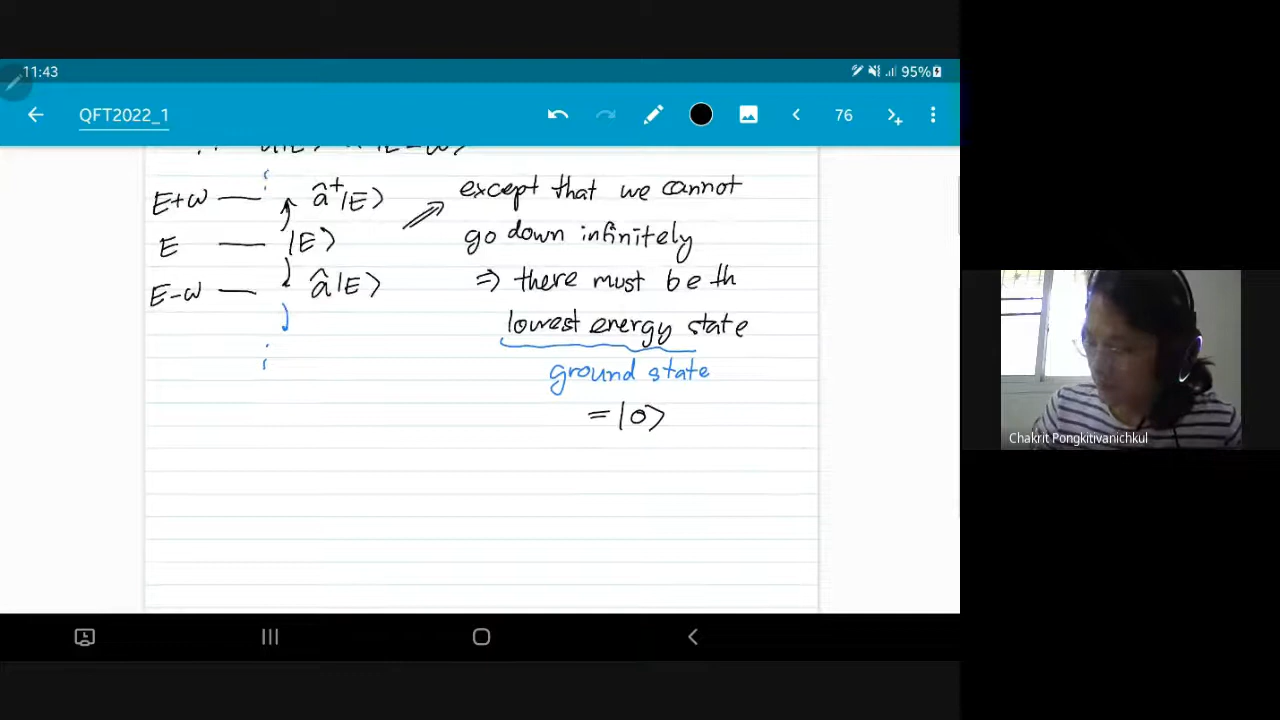 11:43
95%
QFT2022_1
76
E+ω — â†|E⟩
except that we cannot
E — |E⟩
go down infinitely
E-ω — â|E⟩
⇒ there must be th
lowest energy state
ground state
= |0⟩
Chakrit Pongkitivanichkul